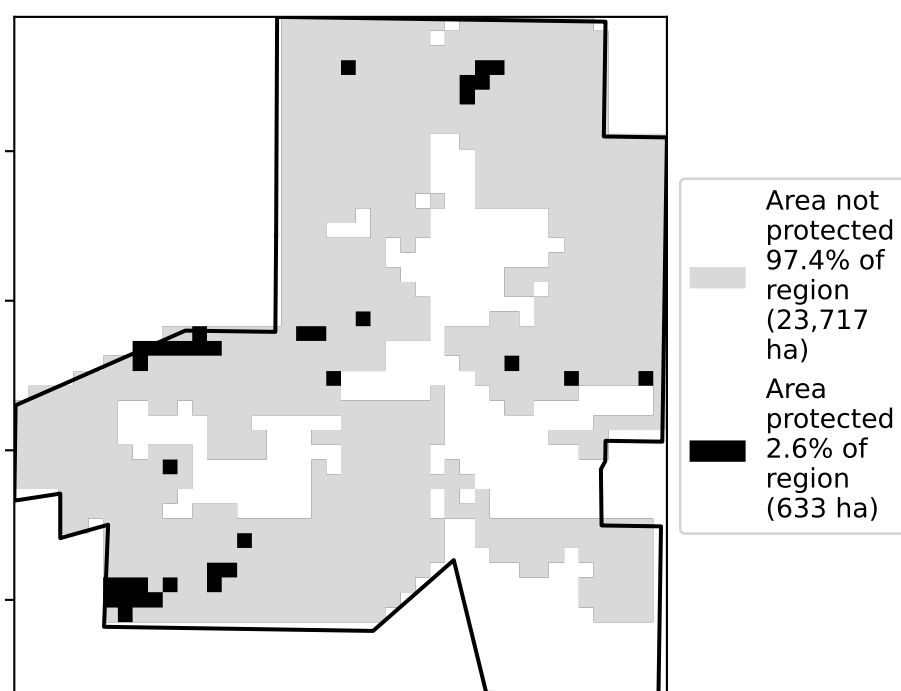 Area not
protected
97.4% of
region
(23,717
ha)
Area
protected
2.6% of
region
(633 ha)